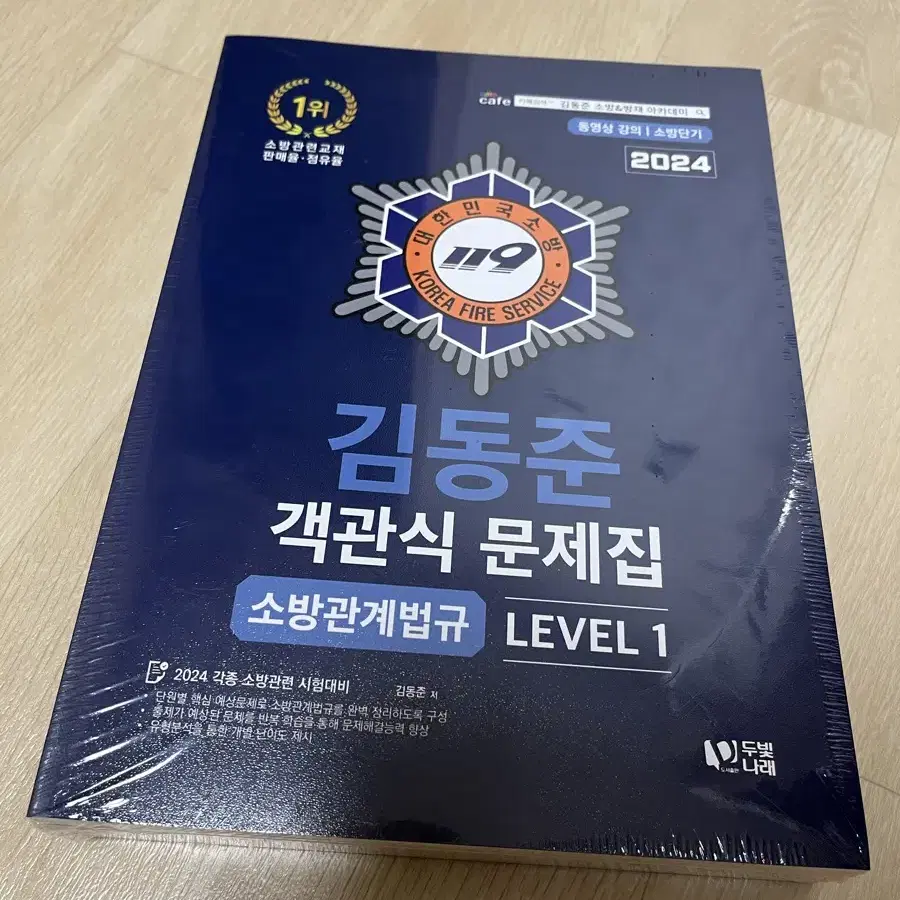 1위
소방관련교재
판매율·점유율
cafe 김동준 소방&방재 아카데미
동영상 강의 | 소방단기
2024
대한민국소방
119
KOREA FIRE SERVICE
김동준
객관식 문제집
소방관계법규
LEVEL 1
2024 각종 소방관련 시험대비
김동준 저
단원별 핵심 예상문제로 소방관계법규를 완벽 정리하도록 구성
출제가 예상된 문제를 반복 학습을 통해 문제해결능력 향상
유형분석을 통한 개별 난이도 제시
도서출판
두빛
나래